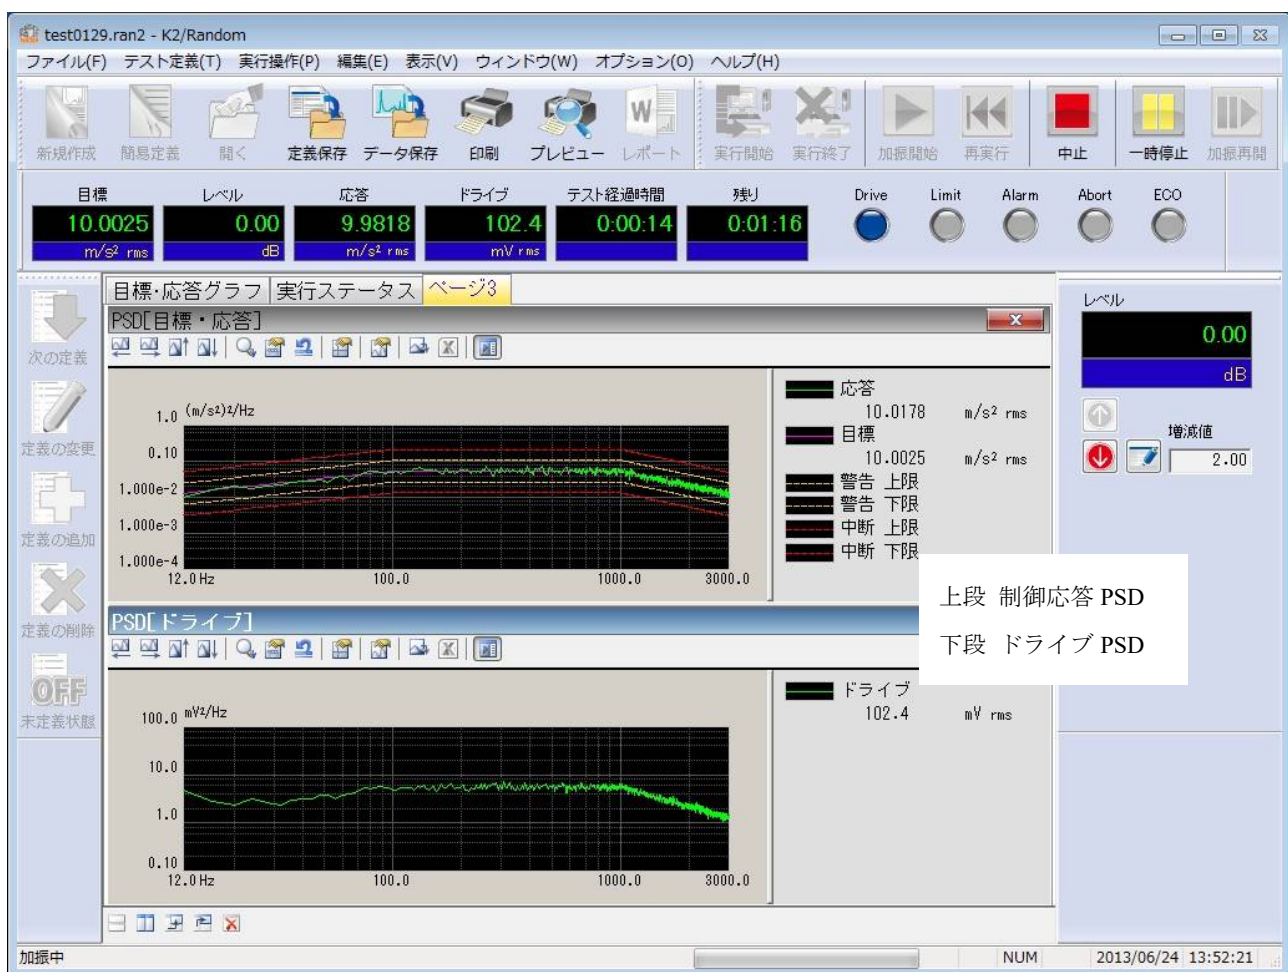 test0129.ran2 - K2/Random
ファイル(F) テスト定義(T) 実行操作(P) 編集(E) 表示(V) ウィンドウ(W) オプション(O) ヘルプ(H)
新規作成 簡易定義 開く 定義保存 データ保存 印刷 プレビュー レポート 実行開始 実行終了 加振開始 再実行 中止 一時停止 加振再開
目標 レベル 応答 ドライブ テスト経過時間 残り Drive Limit Alarm Abort ECO
10.0025 0.00 9.9818 102.4 0:00:14 0:01:16
m/s² rms dB m/s² rms mV rms
目標・応答グラフ 実行ステータス ページ3
PSD[目標・応答]
次の定義
定義の変更
定義の追加
定義の削除
OFF
未定義状態
1.0 (m/s²)²/Hz
0.10
1.000e-2
1.000e-3
1.000e-4
12.0 Hz 100.0 1000.0 3000.0
応答
10.0178 m/s² rms
目標
10.0025 m/s² rms
警告 上限
警告 下限
中断 上限
中断 下限
レベル
0.00
dB
増減値
2.00
上段 制御応答 PSD
下段 ドライブ PSD
PSD[ドライブ]
100.0 mV²/Hz
10.0
1.0
0.10
12.0 Hz 100.0 1000.0 3000.0
ドライブ
102.4 mV rms
加振中 NUM 2013/06/24 13:52:21